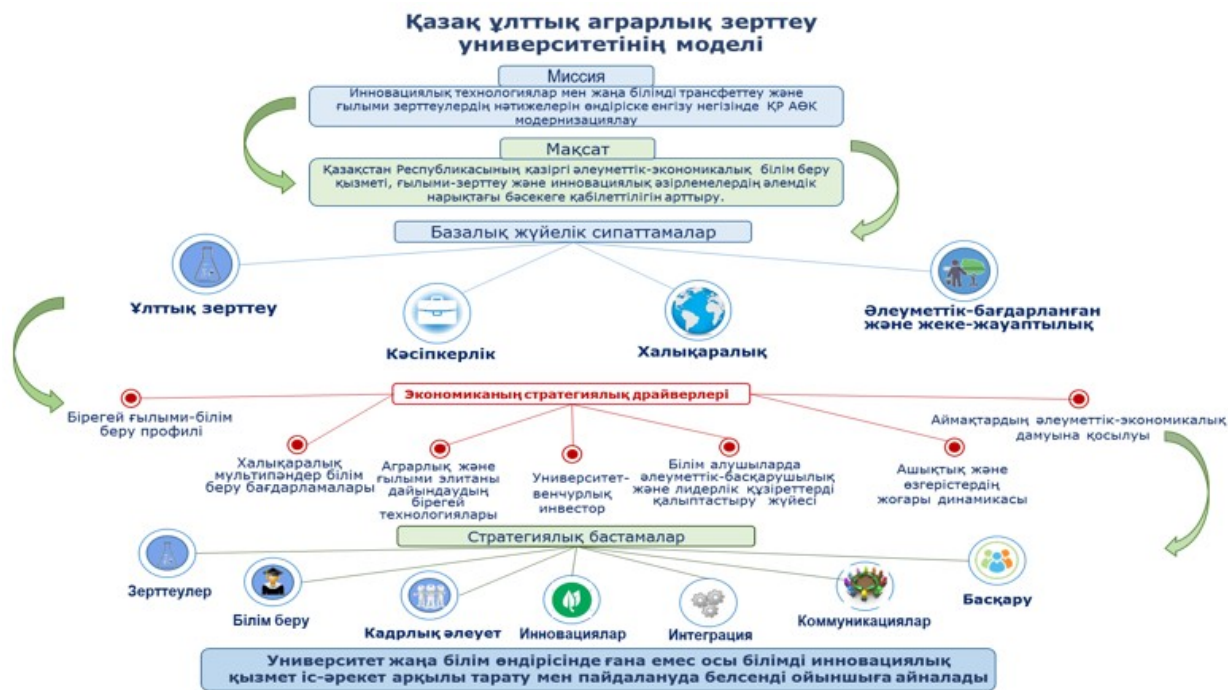 Қазақ ұлттық аграрлық зерттеу
университетінің моделі
Миссия
Инновациялық технологиялар мен жаңа білімді трансфеттеу және
ғылыми зерттеулердің нәтижелерін өндіріске енгізу негізінде ҚР АӨК
модернизациялау
Мақсат
Қазақстан Республикасының қазіргі әлеуметтік-экономикалық білім беру
қызметі, ғылыми-зерттеу және инновациялық әзірлемелердің әлемдік
нарықтағы бәсекеге қабілеттілігін арттыру.
Базалық жүйелік сипаттамалар
Ұлттық зерттеу
Кәсіпкерлік
Халықаралық
Әлеуметтік-бағдарланған
және жеке-жауаптылық
Экономиканың стратегиялық драйверлері
Бірегей ғылыми-білім
беру профилі
Халықаралық
мультипәндер білім
беру бағдарламалары
Аграрлық және
ғылыми элитаны
дайындаудың
бірегей
технологиялары
Университет-
венчурлық
инвестор
Білім алушыларда
әлеуметтік-басқарушылық
және лидерлік құзіреттерді
қалыптастыру жүйесі
Ашықтық және
өзгерістердің
жоғары динамикасы
Аймақтардың әлеуметтік-экономикалық
дамуына қосылуы
Стратегиялық бастамалар
Зерттеулер
Білім беру
Кадрлық әлеует
Инновациялар
Интеграция
Коммуникациялар
Басқару
Университет жаңа білім өндірісінде ғана емес осы білімді инновациялық
қызмет іс-әрекет арқылы тарату мен пайдалануда белсенді ойыншыға айналады